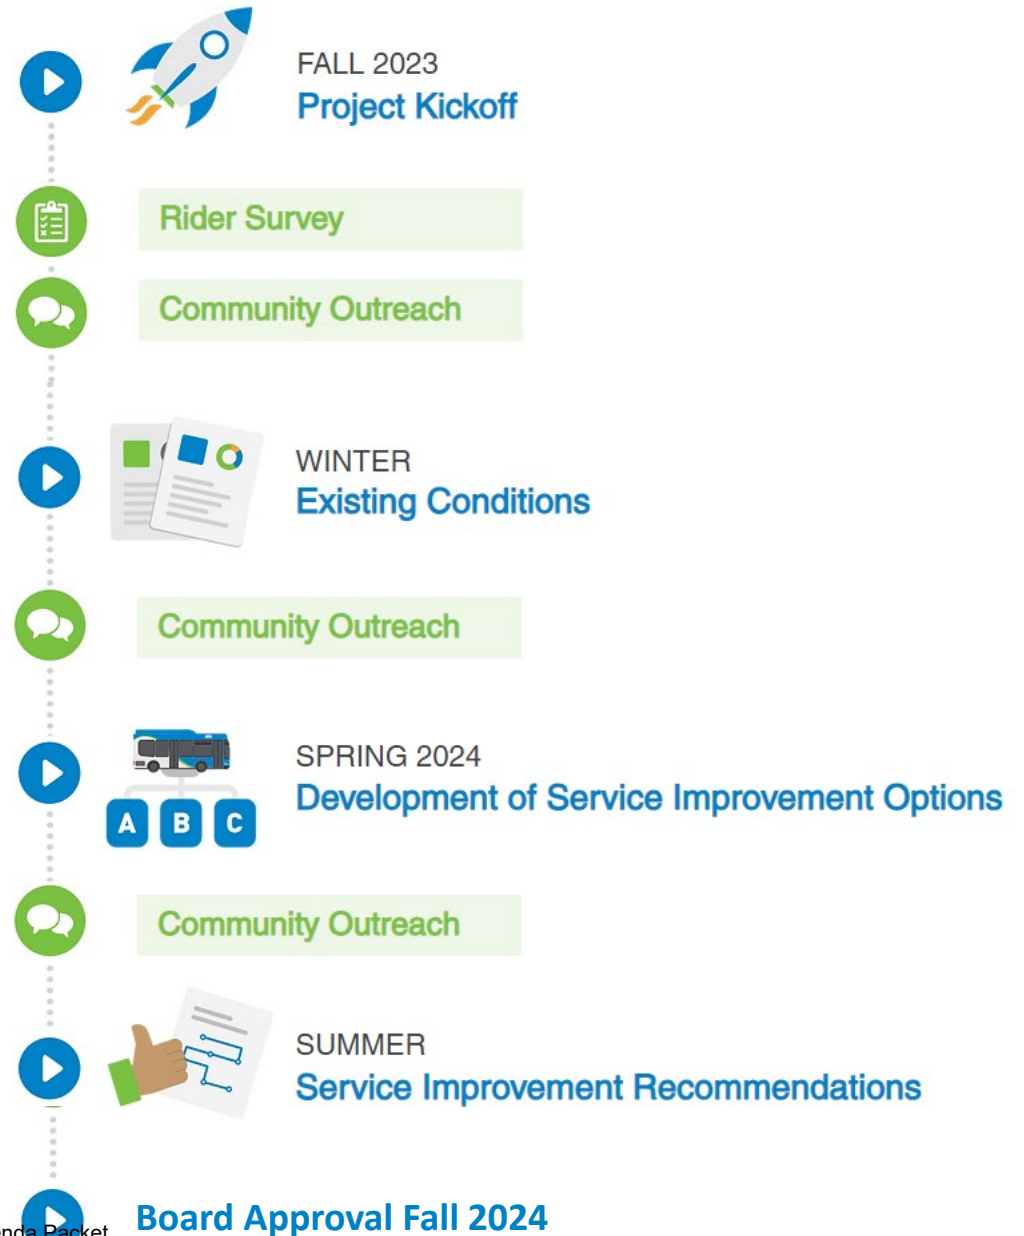 FALL 2023
Project Kickoff
Rider Survey
Community Outreach
WINTER
Existing Conditions
Community Outreach
SPRING 2024
Development of Service Improvement Options
A B C
Community Outreach
SUMMER
Service Improvement Recommendations
Board Approval Fall 2024
Packet